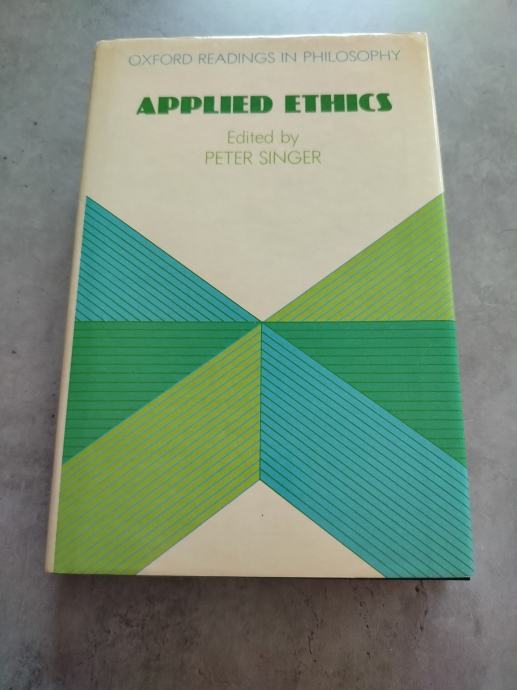 OXFORD READINGS IN PHILOSOPHY
APPLIED ETHICS
Edited by
PETER SINGER